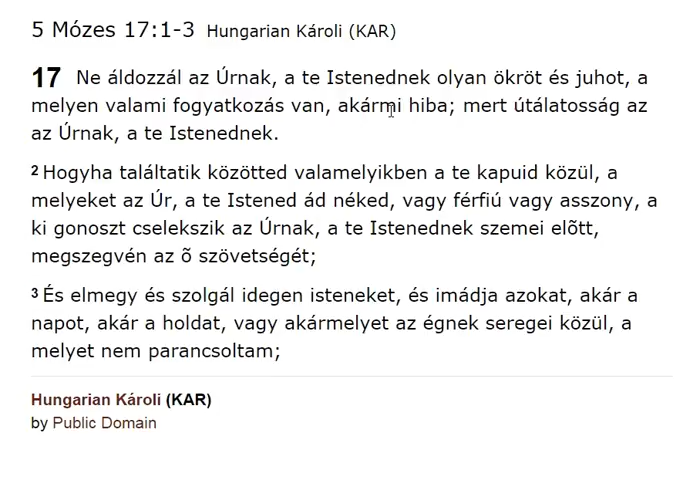 5 Mózes 17:1-3 Hungarian Károli (KAR)
17 Ne áldozzál az Úrnak, a te Istenednek olyan ökröt és juhot, a
melyen valami fogyatkozás van, akármi hiba; mert útálatosság az
az Úrnak, a te Istenednek.
2 Hogyha találtatik közötted valamelyikben a te kapuid közül, a
melyeket az Úr, a te Istened ád néked, vagy férfiú vagy asszony, a
ki gonoszt cselekszik az Úrnak, a te Istenednek szemei elõtt,
megszegvén az õ szövetségét;
3 És elmegy és szolgál idegen isteneket, és imádja azokat, akár a
napot, akár a holdat, vagy akármelyet az égnek seregei közül, a
melyet nem parancsoltam;
Hungarian Károli (KAR)
by Public Domain